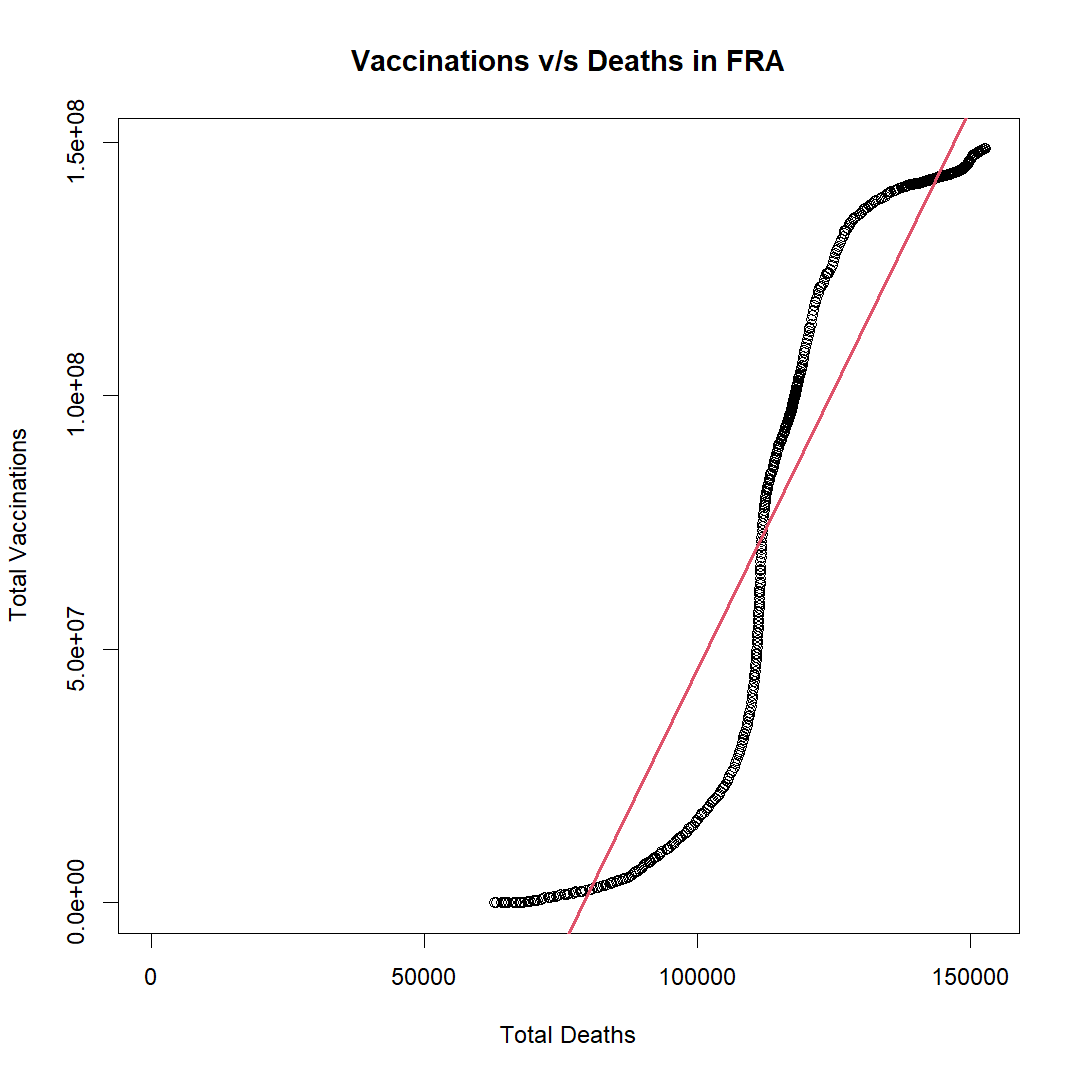 Vaccinations v/s Deaths in FRA
1.5e+08
1.0e+08
5.0e+07
0.0e+00
Total Vaccinations
0 50000 100000 150000
Total Deaths